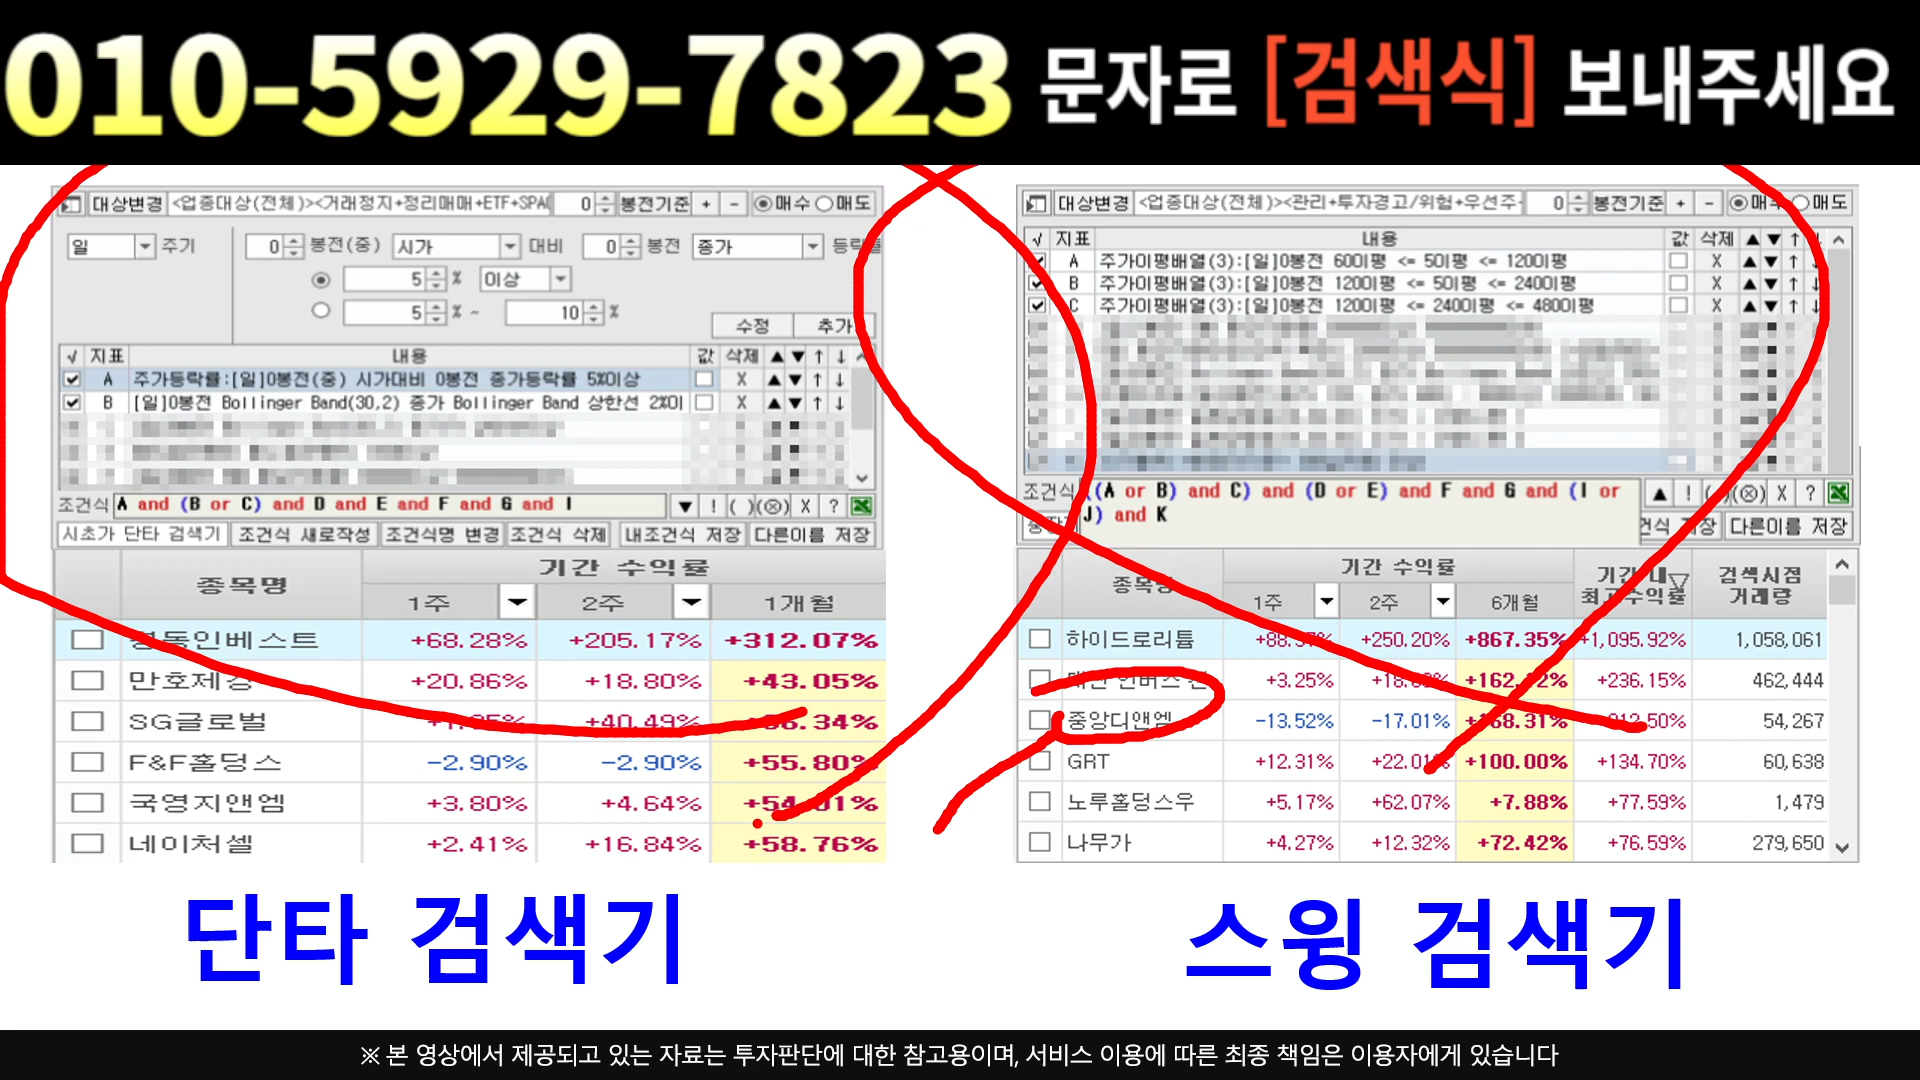 010-5929-7823 문자로 [검색식] 보내주세요
대상변경 <업종대상(전체)><거래정지+정리매매+ETF+SPA 0 봉전기준 + - 매수 매도
일 주기 0 봉전(중) 시가 대비 0 봉전 종가
5 % 이상
5 % ~ 10 %
수정 추가
√ 지표 내용 값 삭제 ▲ ▼ ↑ ↓
A 주가등락률:[일]0봉전(중) 시가대비 0봉전 종가등락률 5%이상 X ▲ ▼ ↑ ↓
B [일]0봉전 Bollinger Band(30,2) 종가 Bollinger Band 상한선 2%이 X ▲ ▼ ↑ ↓
조건식 A and (B or C) and D and E and F and G and I ▼ ! ( ) (⊗) X ?
시초가 단타 검색기 조건식 새로작성 조건식명 변경 조건식 삭제 내조건식 저장 다른이름 저장
종목명 기간 수익률
1주 2주 1개월
+68.28% +205.17% +312.07%
만호제강 +20.86% +18.80% +43.05%
SG글로벌 +40.49%
F&F홀딩스 -2.90% -2.90% +55.80%
국영지앤엠 +3.80% +4.64%
네이처셀 +2.41% +16.84% +58.76%
단타 검색기
대상변경 <업종대상(전체)><관리+투자경고/위험+우선주+ 0 봉전기준 + - 매수 매도
√ 지표 내용 값 삭제 ▲ ▼ ↑ ↓
A 주가이평배열(3):[일]0봉전 60이평 <= 5이평 <= 120이평 X ▲ ▼ ↑ ↓
B 주가이평배열(3):[일]0봉전 120이평 <= 5이평 <= 240이평 X ▲ ▼ ↑ ↓
C 주가이평배열(3):[일]0봉전 120이평 <= 240이평 <= 480이평 X ▲ ▼ ↑ ↓
조건식 ((A or B) and C) and (D or E) and F and G and (I or ▲ ! (⊗) X ?
J) and K 저장 다른이름 저장
종목명 기간 수익률 기간 내 최고수익률 검색시점 거래량
1주 2주 6개월
하이드로리튬 +250.20% +867.35% +1,095.92% 1,058,061
+3.25% +236.15% 462,444
중앙디앤엠 -13.52% -17.01% 54,267
GRT +12.31% +100.00% +134.70% 60,638
노루홀딩스우 +5.17% +62.07% +7.88% +77.59% 1,479
나무가 +4.27% +12.32% +72.42% +76.59% 279,650
스윙 검색기
※ 본 영상에서 제공되고 있는 자료는 투자판단에 대한 참고용이며, 서비스 이용에 따른 최종 책임은 이용자에게 있습니다